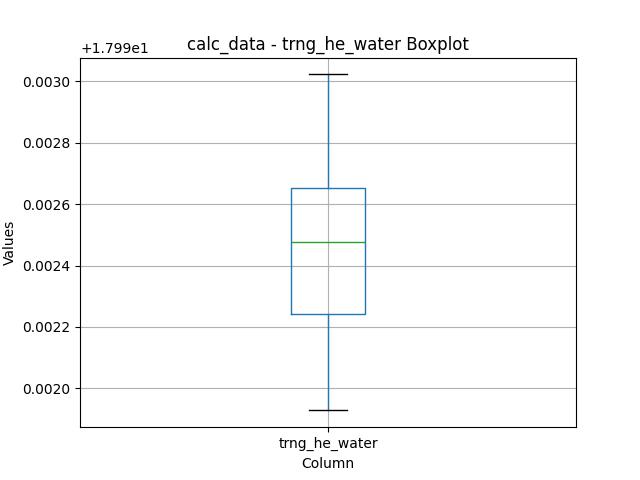 calc_data - trng_he_water Boxplot
+1.799e1
0.0030
0.0028
0.0026
0.0024
0.0022
0.0020
Values
trng_he_water
Column